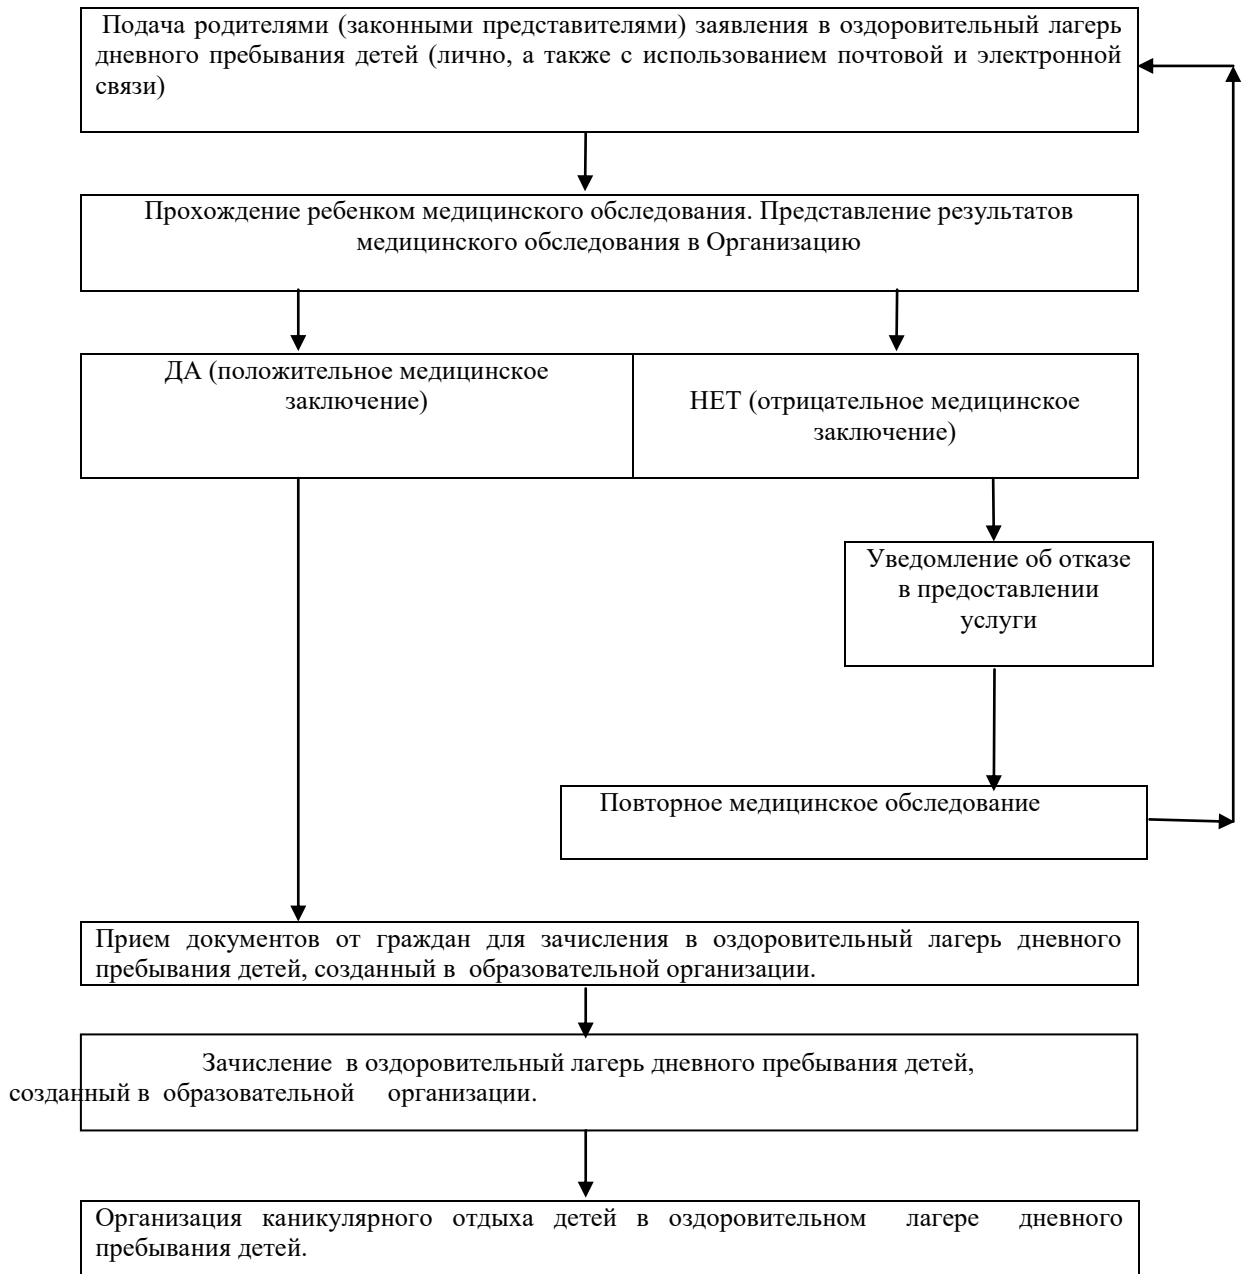 Подача родителями (законными представителями) заявления в оздоровительный лагерь
дневного пребывания детей (лично, а также с использованием почтовой и электронной
связи)
Прохождение ребенком медицинского обследования. Представление результатов
медицинского обследования в Организацию
ДА (положительное медицинское
заключение)
НЕТ (отрицательное медицинское
заключение)
Уведомление об отказе
в предоставлении
услуги
Повторное медицинское обследование
Прием документов от граждан для зачисления в оздоровительный лагерь дневного
пребывания детей, созданный в образовательной организации.
Зачисление в оздоровительный лагерь дневного пребывания детей,
созданный в образовательной организации.
Организация каникулярного отдыха детей в оздоровительном лагере дневного
пребывания детей.